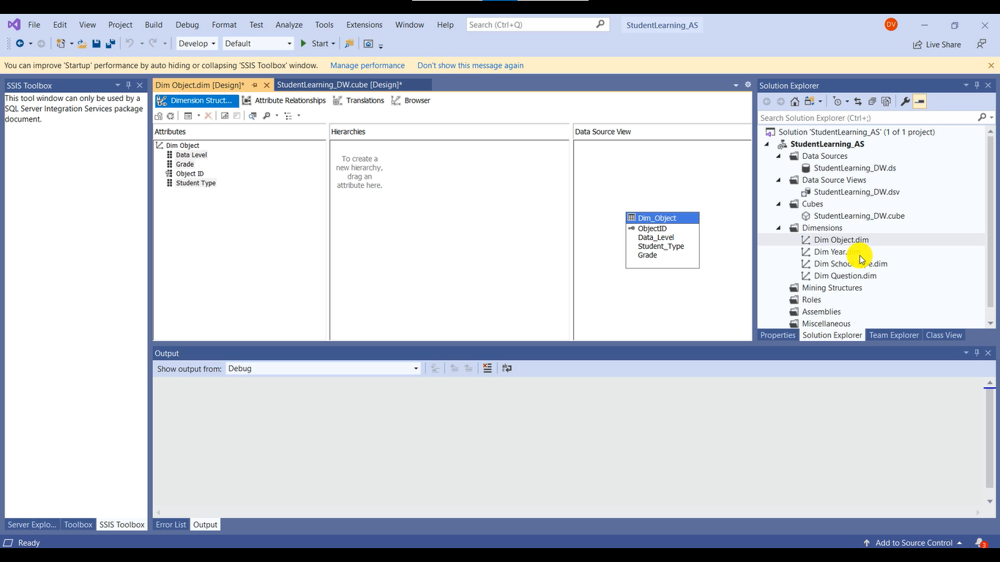 File Edit View Project Build Debug Format Test Analyze Tools Extensions Window Help Search (Ctrl+Q) StudentLearning_AS DV
Develop Default Start Live Share
You can improve 'Startup' performance by auto hiding or collapsing 'SSIS Toolbox' window. Manage performance Don't show this message again
SSIS Toolbox
This tool window can only be used by a
SQL Server Integration Services package
document.
Server Explo... Toolbox SSIS Toolbox
Dim Object.dim [Design]* StudentLearning_DW.cube [Design]*
Dimension Struct... Attribute Relationships Translations Browser
Attributes
Dim Object
Data Level
Grade
Object ID
Student Type
Hierarchies
To create a
new hierarchy,
drag an
attribute here.
Data Source View
Dim_Object
ObjectID
Data_Level
Student_Type
Grade
Output
Show output from: Debug
Error List Output
Solution Explorer
Search Solution Explorer (Ctrl+;)
Solution 'StudentLearning_AS' (1 of 1 project)
StudentLearning_AS
Data Sources
StudentLearning_DW.ds
Data Source Views
StudentLearning_DW.dsv
Cubes
StudentLearning_DW.cube
Dimensions
Dim Object.dim
Dim Year.dim
Dim School .dim
Dim Question.dim
Mining Structures
Roles
Assemblies
Miscellaneous
Properties Solution Explorer Team Explorer Class View
Ready Add to Source Control 3